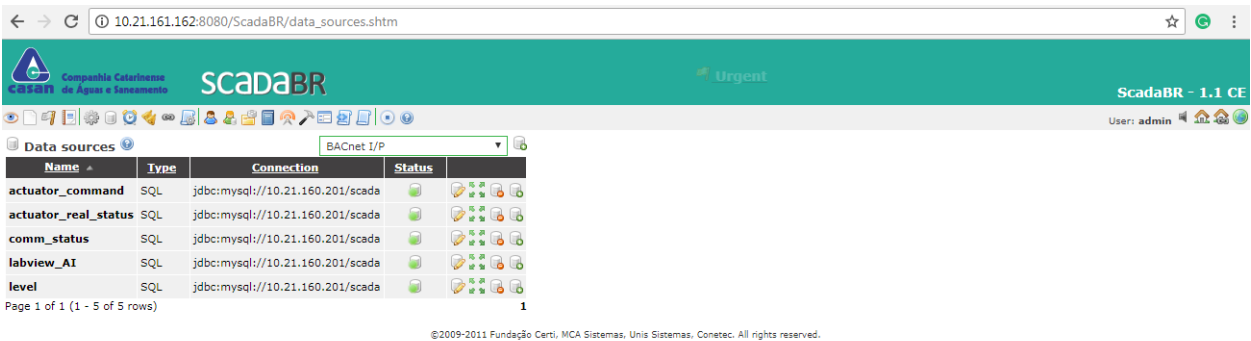 10.21.161.162:8080/ScadaBR/data_sources.shtm
casan
Companhia Catarinense
de Águas e Saneamento
SCADABR
Urgent
ScadaBR - 1.1 CE
User: admin
Data sources
BACnet I/P
Name Type Connection Status
actuator_command SQL jdbc:mysql://10.21.160.201/scada
actuator_real_status SQL jdbc:mysql://10.21.160.201/scada
comm_status SQL jdbc:mysql://10.21.160.201/scada
labview_AI SQL jdbc:mysql://10.21.160.201/scada
level SQL jdbc:mysql://10.21.160.201/scada
Page 1 of 1 (1 - 5 of 5 rows) 1
©2009-2011 Fundação Certi, MCA Sistemas, Unis Sistemas, Conetec. All rights reserved.